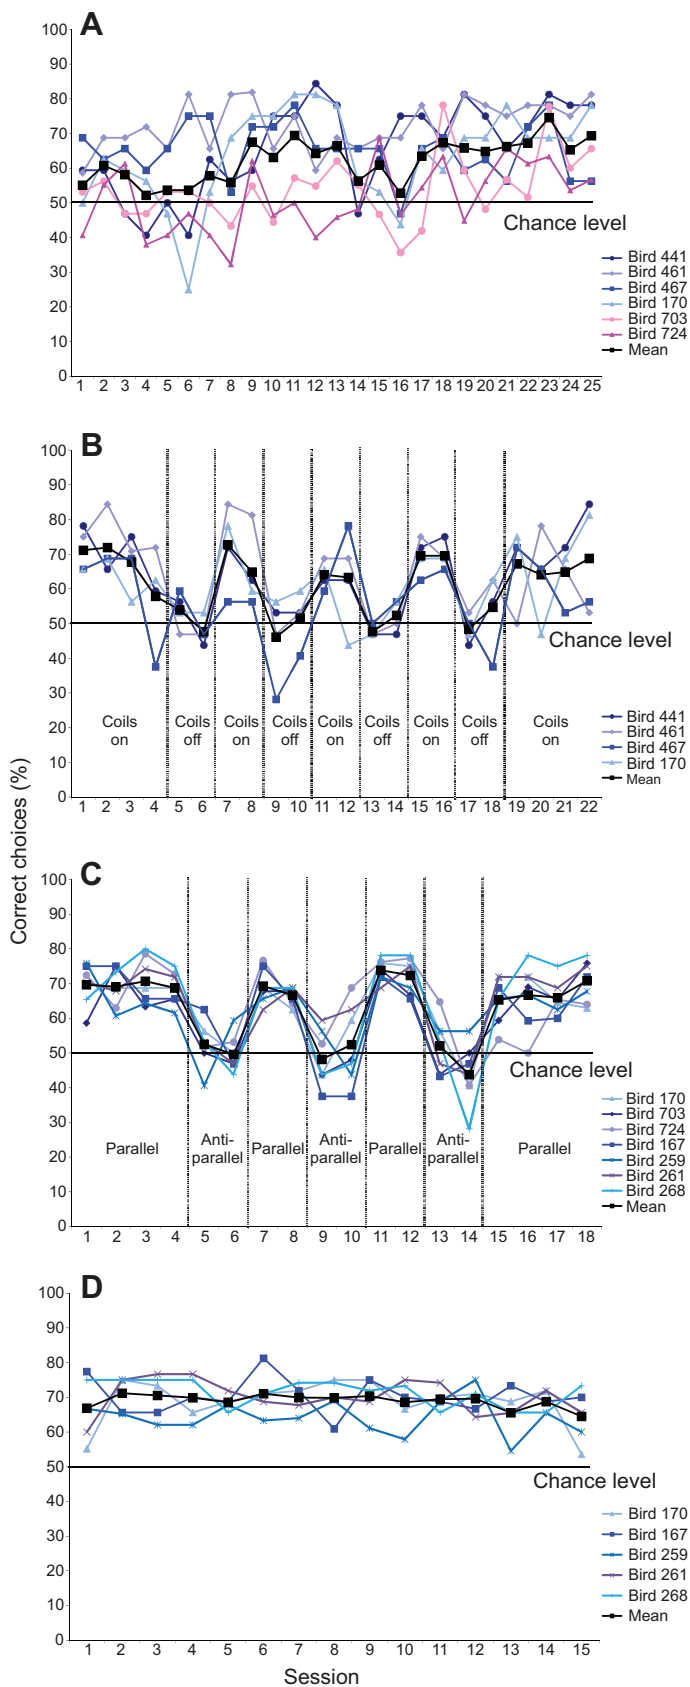 Correct choices (%)
A
100
90
80
70
60
50
40
30
20
10
0
Chance level
Bird 441
Bird 461
Bird 467
Bird 170
Bird 703
Bird 724
Mean
1 2 3 4 5 6 7 8 9 10 11 12 13 14 15 16 17 18 19 20 21 22 23 24 25
B
100
90
80
70
60
50
40
30
20
10
0
Chance level
Coils on
Coils off
Coils on
Coils off
Coils on
Coils off
Coils on
Coils off
Coils on
Bird 441
Bird 461
Bird 467
Bird 170
Mean
1 2 3 4 5 6 7 8 9 10 11 12 13 14 15 16 17 18 19 20 21 22
C
100
90
80
70
60
50
40
30
20
10
0
Chance level
Parallel
Anti-
parallel
Parallel
Anti-
parallel
Parallel
Anti-
parallel
Parallel
Bird 170
Bird 703
Bird 724
Bird 167
Bird 259
Bird 261
Bird 268
Mean
1 2 3 4 5 6 7 8 9 10 11 12 13 14 15 16 17 18
D
100
90
80
70
60
50
40
30
20
10
0
Chance level
Bird 170
Bird 167
Bird 259
Bird 261
Bird 268
Mean
1 2 3 4 5 6 7 8 9 10 11 12 13 14 15
Session